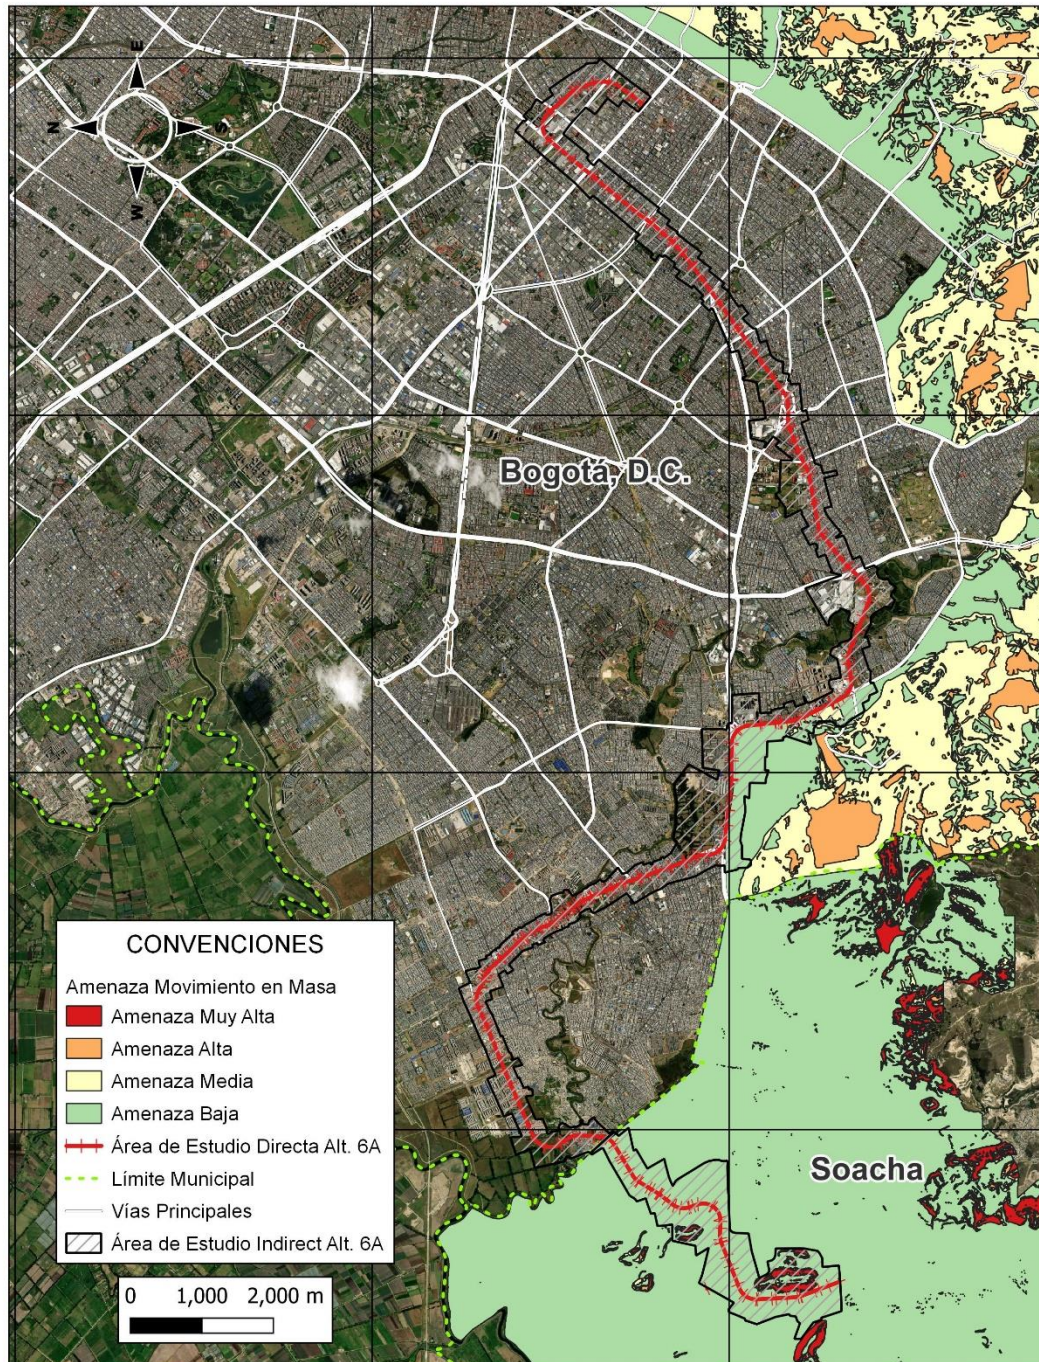 E
N
S
W
Bogotá, D.C.
CONVENCIONES
Amenaza Movimiento en Masa
Amenaza Muy Alta
Amenaza Alta
Amenaza Media
Amenaza Baja
Área de Estudio Directa Alt. 6A
Límite Municipal
Vías Principales
Área de Estudio Indirect Alt. 6A
Soacha
0 1,000 2,000 m